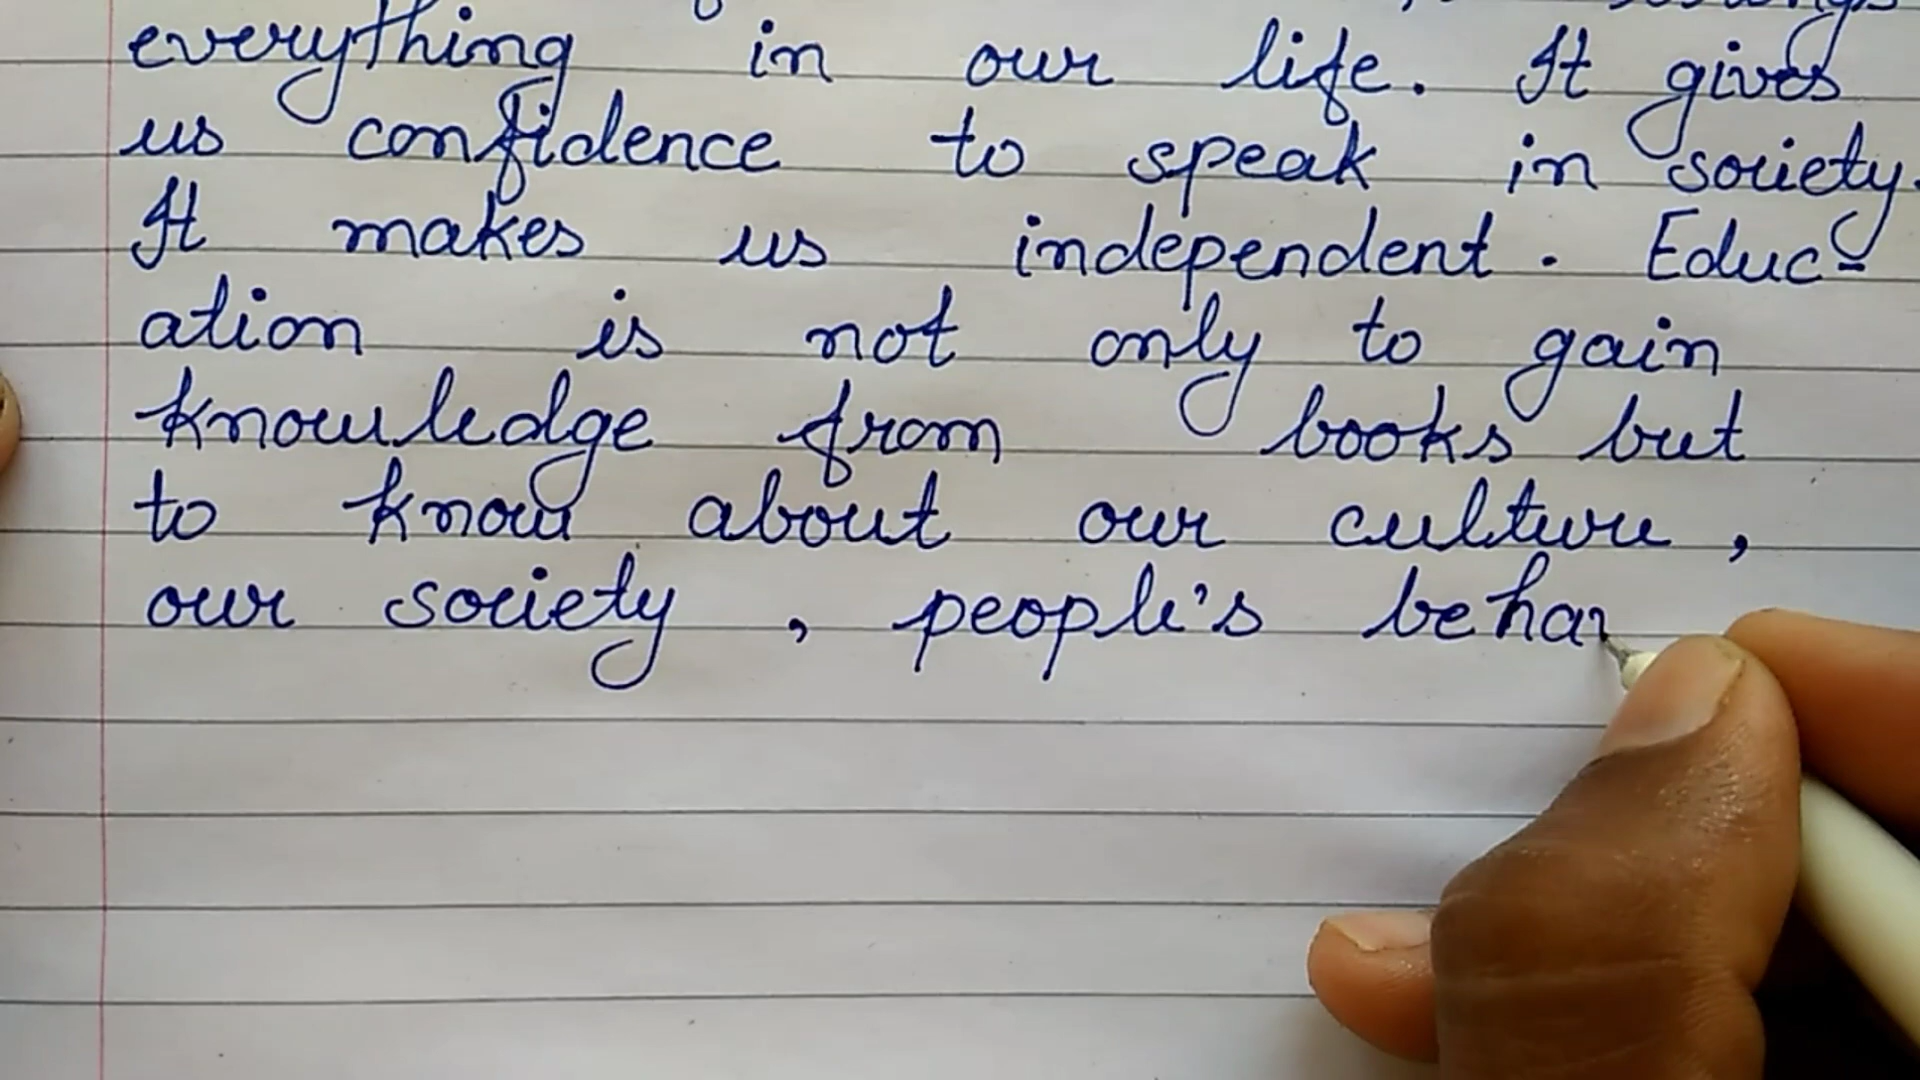 everything in our life. It gives
us confidence to speak in society.
It makes us independent. Educ-
ation is not only to gain
knowledge from books but
to know about our culture,
our society, people's behav